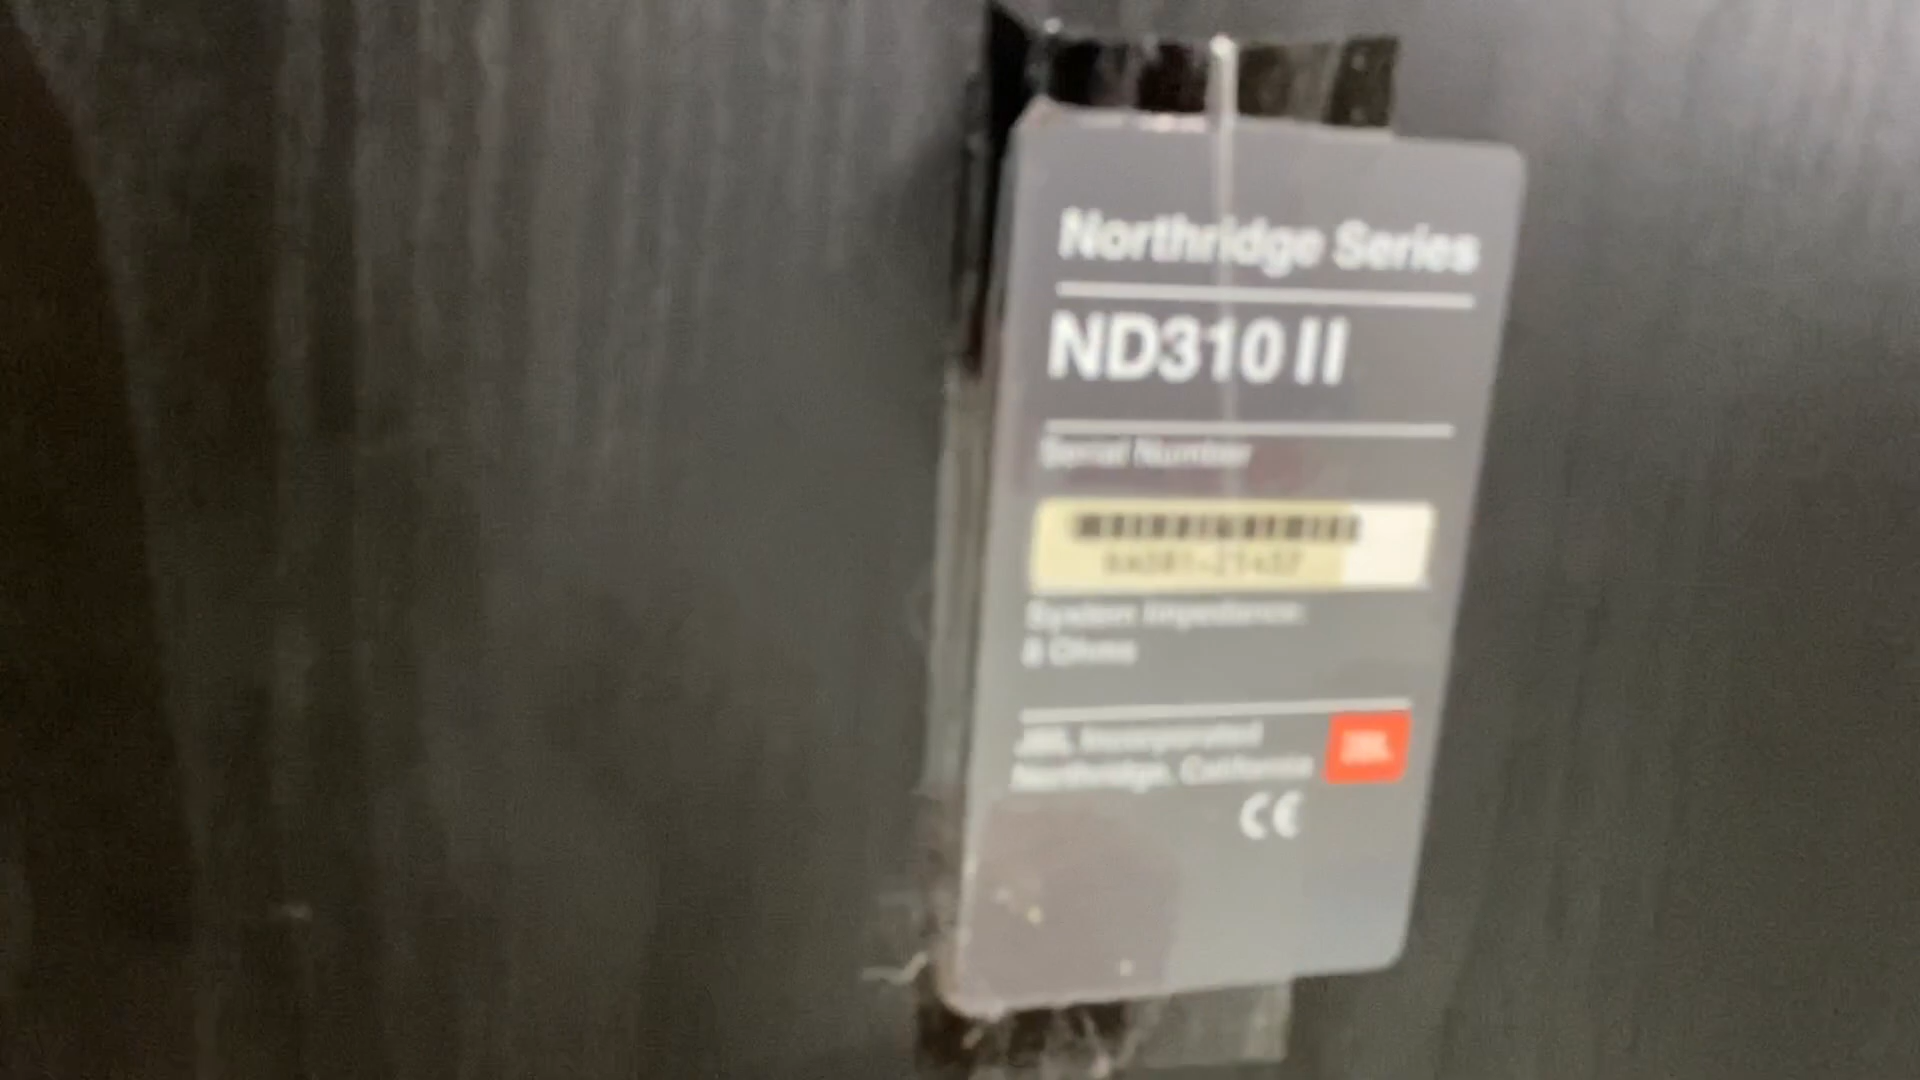 Northridge Series
ND310 II
Serial Number
System Impedance:
8 Ohms
JBL Incorporated
Northridge, California
JBL
CE